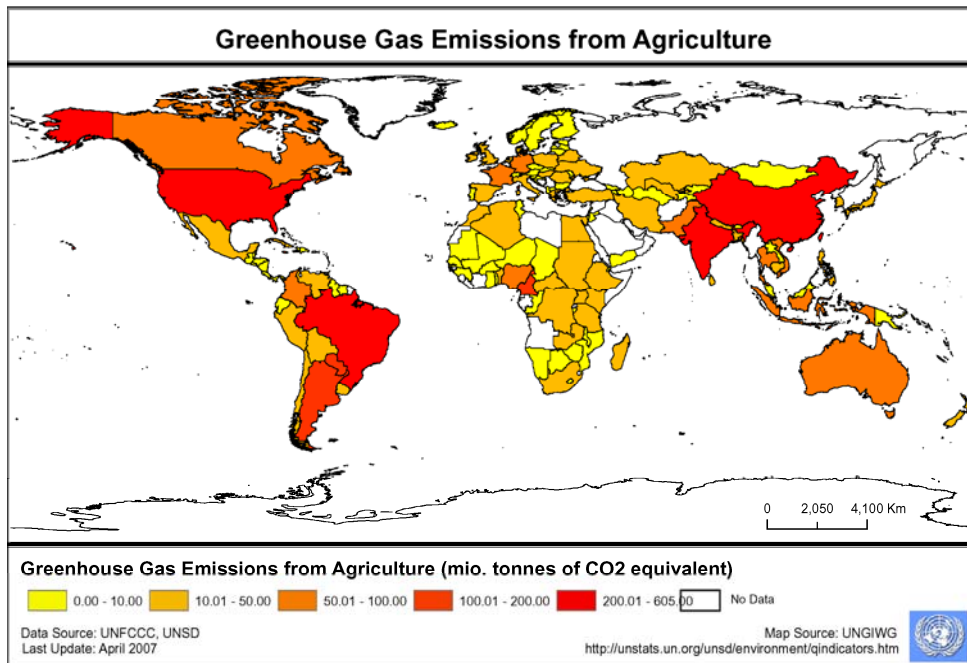 Greenhouse Gas Emissions from Agriculture
0 2,050 4,100 Km
Greenhouse Gas Emissions from Agriculture (mio. tonnes of CO2 equivalent)
0.00 - 10.00 10.01 - 50.00 50.01 - 100.00 100.01 - 200.00 200.01 - 605.00 No Data
Data Source: UNFCCC, UNSD Map Source: UNGIWG
Last Update: April 2007 http://unstats.un.org/unsd/environment/qindicators.htm